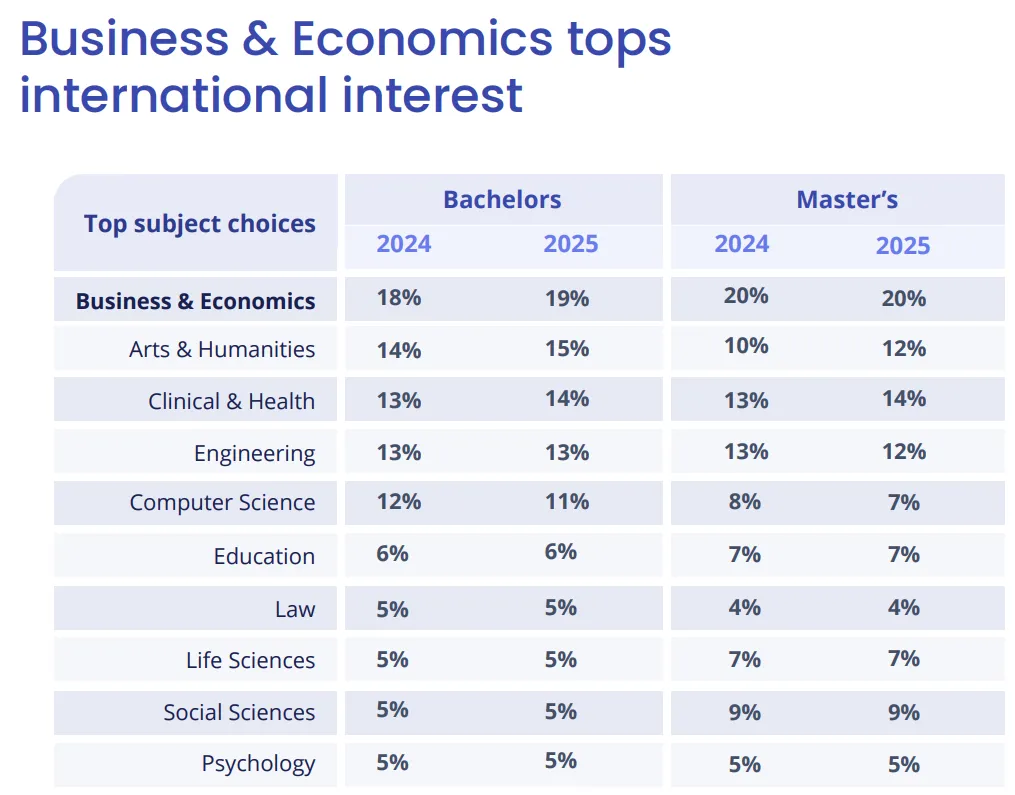 Business & Economics tops
international interest
Top subject choices
Bachelors Master’s
2024 2025 2024 2025
Business & Economics 18% 19% 20% 20%
Arts & Humanities 14% 15% 10% 12%
Clinical & Health 13% 14% 13% 14%
Engineering 13% 13% 13% 12%
Computer Science 12% 11% 8% 7%
Education 6% 6% 7% 7%
Law 5% 5% 4% 4%
Life Sciences 5% 5% 7% 7%
Social Sciences 5% 5% 9% 9%
Psychology 5% 5% 5% 5%